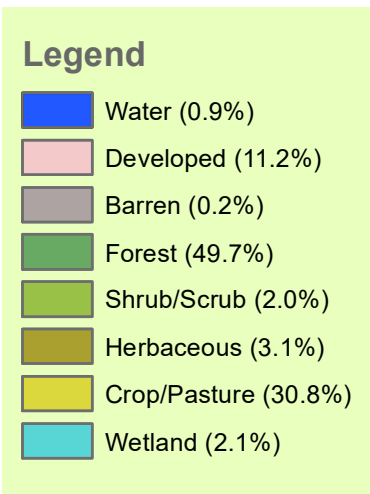 Legend
Water (0.9%)
Developed (11.2%)
Barren (0.2%)
Forest (49.7%)
Shrub/Scrub (2.0%)
Herbaceous (3.1%)
Crop/Pasture (30.8%)
Wetland (2.1%)